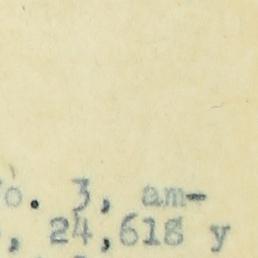 o. 3, am-
, 24,618 y